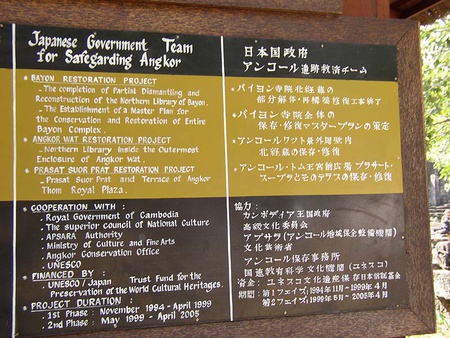 Japanese Government Team
for Safegarding Angkor
BAYON RESTORATION PROJECT
- The completion of Partial Dismantling and
Reconstruction of the Northern Library of Bayon.
- The Establishment of a Master Plan for
the Conservation and Restoration of Entire
Bayon Complex.
ANGKOR WAT RESTORATION PROJECT
- Northern Library Inside the Outermost
Enclosure of Angkor Wat.
PRASAT SUOR PRAT RESTORATION PROJECT
- Prasat Suor Prat and Terrace of Angkor
Thom Royal Plaza.
COOPERATION WITH :
- Royal Government of Cambodia
- The superior council of National Culture
- APSARA Authority
- Ministry of Culture and Fine Arts
- Angkor Conservation Office
- UNESCO
FINANCED BY :
- UNESCO / Japan Trust Fund for the
Preservation of the World Cultural Heritages.
PROJECT DURATION :
- 1st Phase : November 1994 - April 1999
- 2nd Phase : May 1999 - April 2005
日本国政府
アンコール遺跡救済チーム
バイヨン寺院北経蔵の
部分解体・再構築修復工事終了
バイヨン寺院全体の
保存・修復マスタープランの策定
アンコールワット最外周壁内
北経蔵の保存・修復
アンコール・トム王宮前広場 プラサート・
スープラとそのテラスの保存・修復
協力：
カンボディア王国政府
高級文化委員会
アプサラ（アンコール地域保全整備機関）
文化芸術省
アンコール保存事務所
国連教育科学文化機関（ユネスコ）
資金： ユネスコ文化遺産保存日本信託基金
期間： 第1フェイズ：1994年11月～1999年4月
第2フェイズ：1999年5月～2005年4月